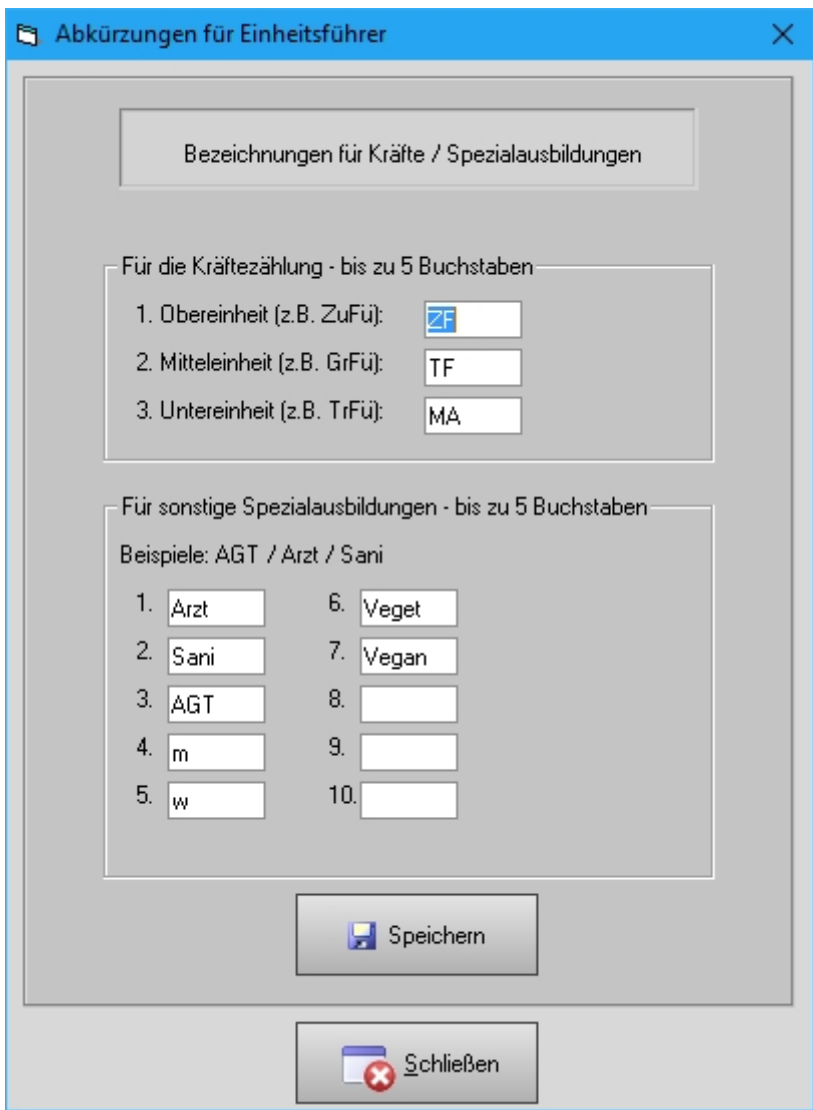 Abkürzungen für Einheitsführer
Bezeichnungen für Kräfte / Spezialausbildungen
Für die Kräftezählung - bis zu 5 Buchstaben
1. Obereinheit (z.B. ZuFü): ZF
2. Mitteleinheit (z.B. GrFü): TF
3. Untereinheit (z.B. TrFü): MA
Für sonstige Spezialausbildungen - bis zu 5 Buchstaben
Beispiele: AGT / Arzt / Sani
1. Arzt 6. Veget
2. Sani 7. Vegan
3. AGT 8.
4. m 9.
5. w 10.
Speichern
Schließen